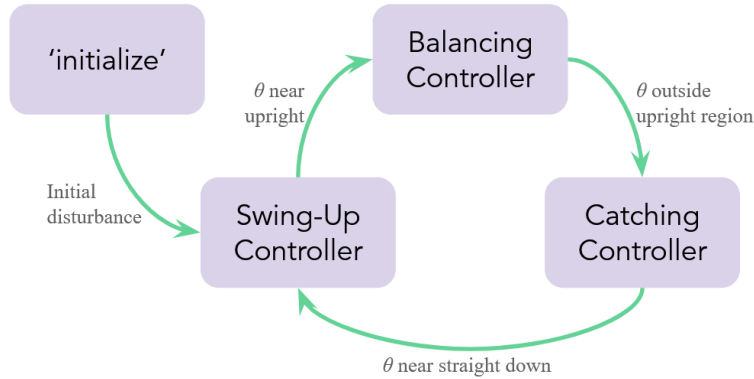 ‘initialize’
Balancing
Controller
θ near
upright
θ outside
upright region
Initial
disturbance
Swing-Up
Controller
Catching
Controller
θ near straight down